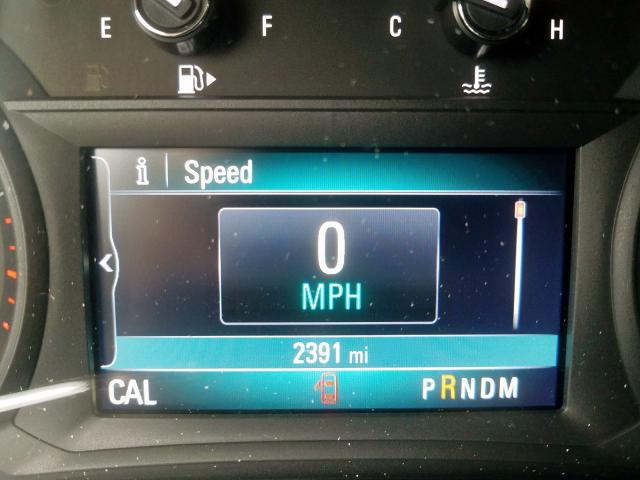 E F C H
i Speed
0
MPH
2391 mi
CAL PRNDM